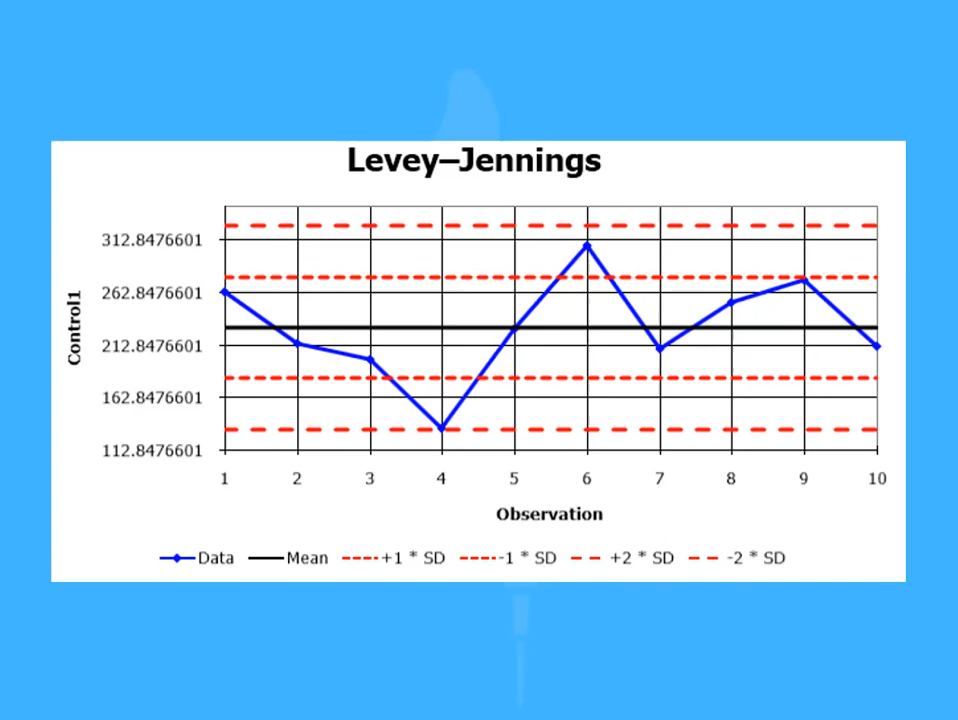 Levey–Jennings
Control1
312.8476601
262.8476601
212.8476601
162.8476601
112.8476601
1 2 3 4 5 6 7 8 9 10
Observation
Data Mean +1 * SD -1 * SD +2 * SD -2 * SD